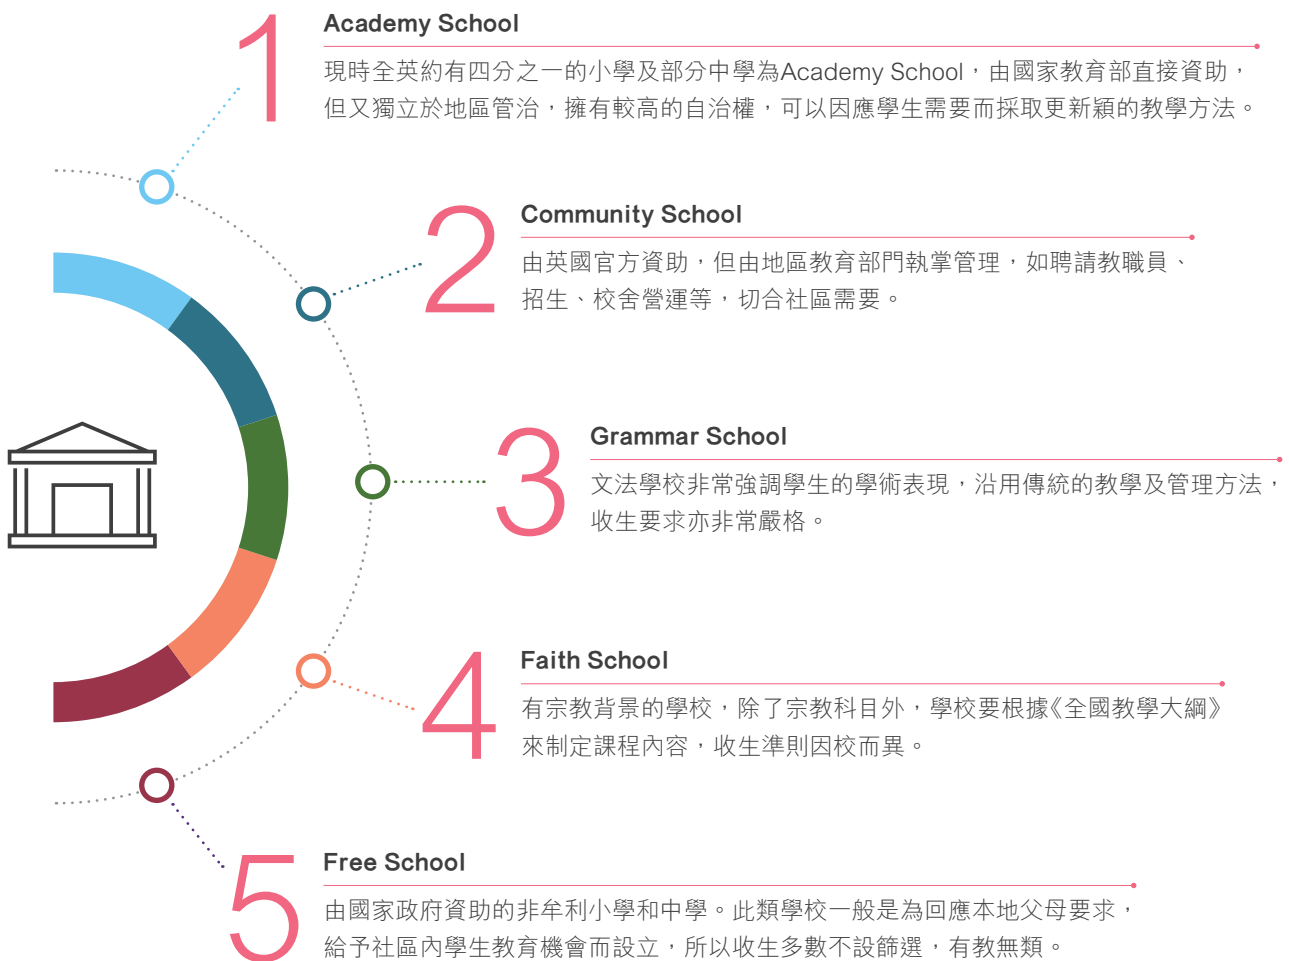 1
Academy School
現時全英約有四分之一的小學及部分中學為Academy School，由國家教育部直接資助，
但又獨立於地區管治，擁有較高的自治權，可以因應學生需要而採取更新穎的教學方法。
2
Community School
由英國官方資助，但由地區教育部門執掌管理，如聘請教職員、
招生、校舍營運等，切合社區需要。
3
Grammar School
文法學校非常強調學生的學術表現，沿用傳統的教學及管理方法，
收生要求亦非常嚴格。
4
Faith School
有宗教背景的學校，除了宗教科目外，學校要根據《全國教學大綱》
來制定課程內容，收生準則因校而異。
5
Free School
由國家政府資助的非牟利小學和中學。此類學校一般是為回應本地父母要求，
給予社區內學生教育機會而設立，所以收生多數不設篩選，有教無類。